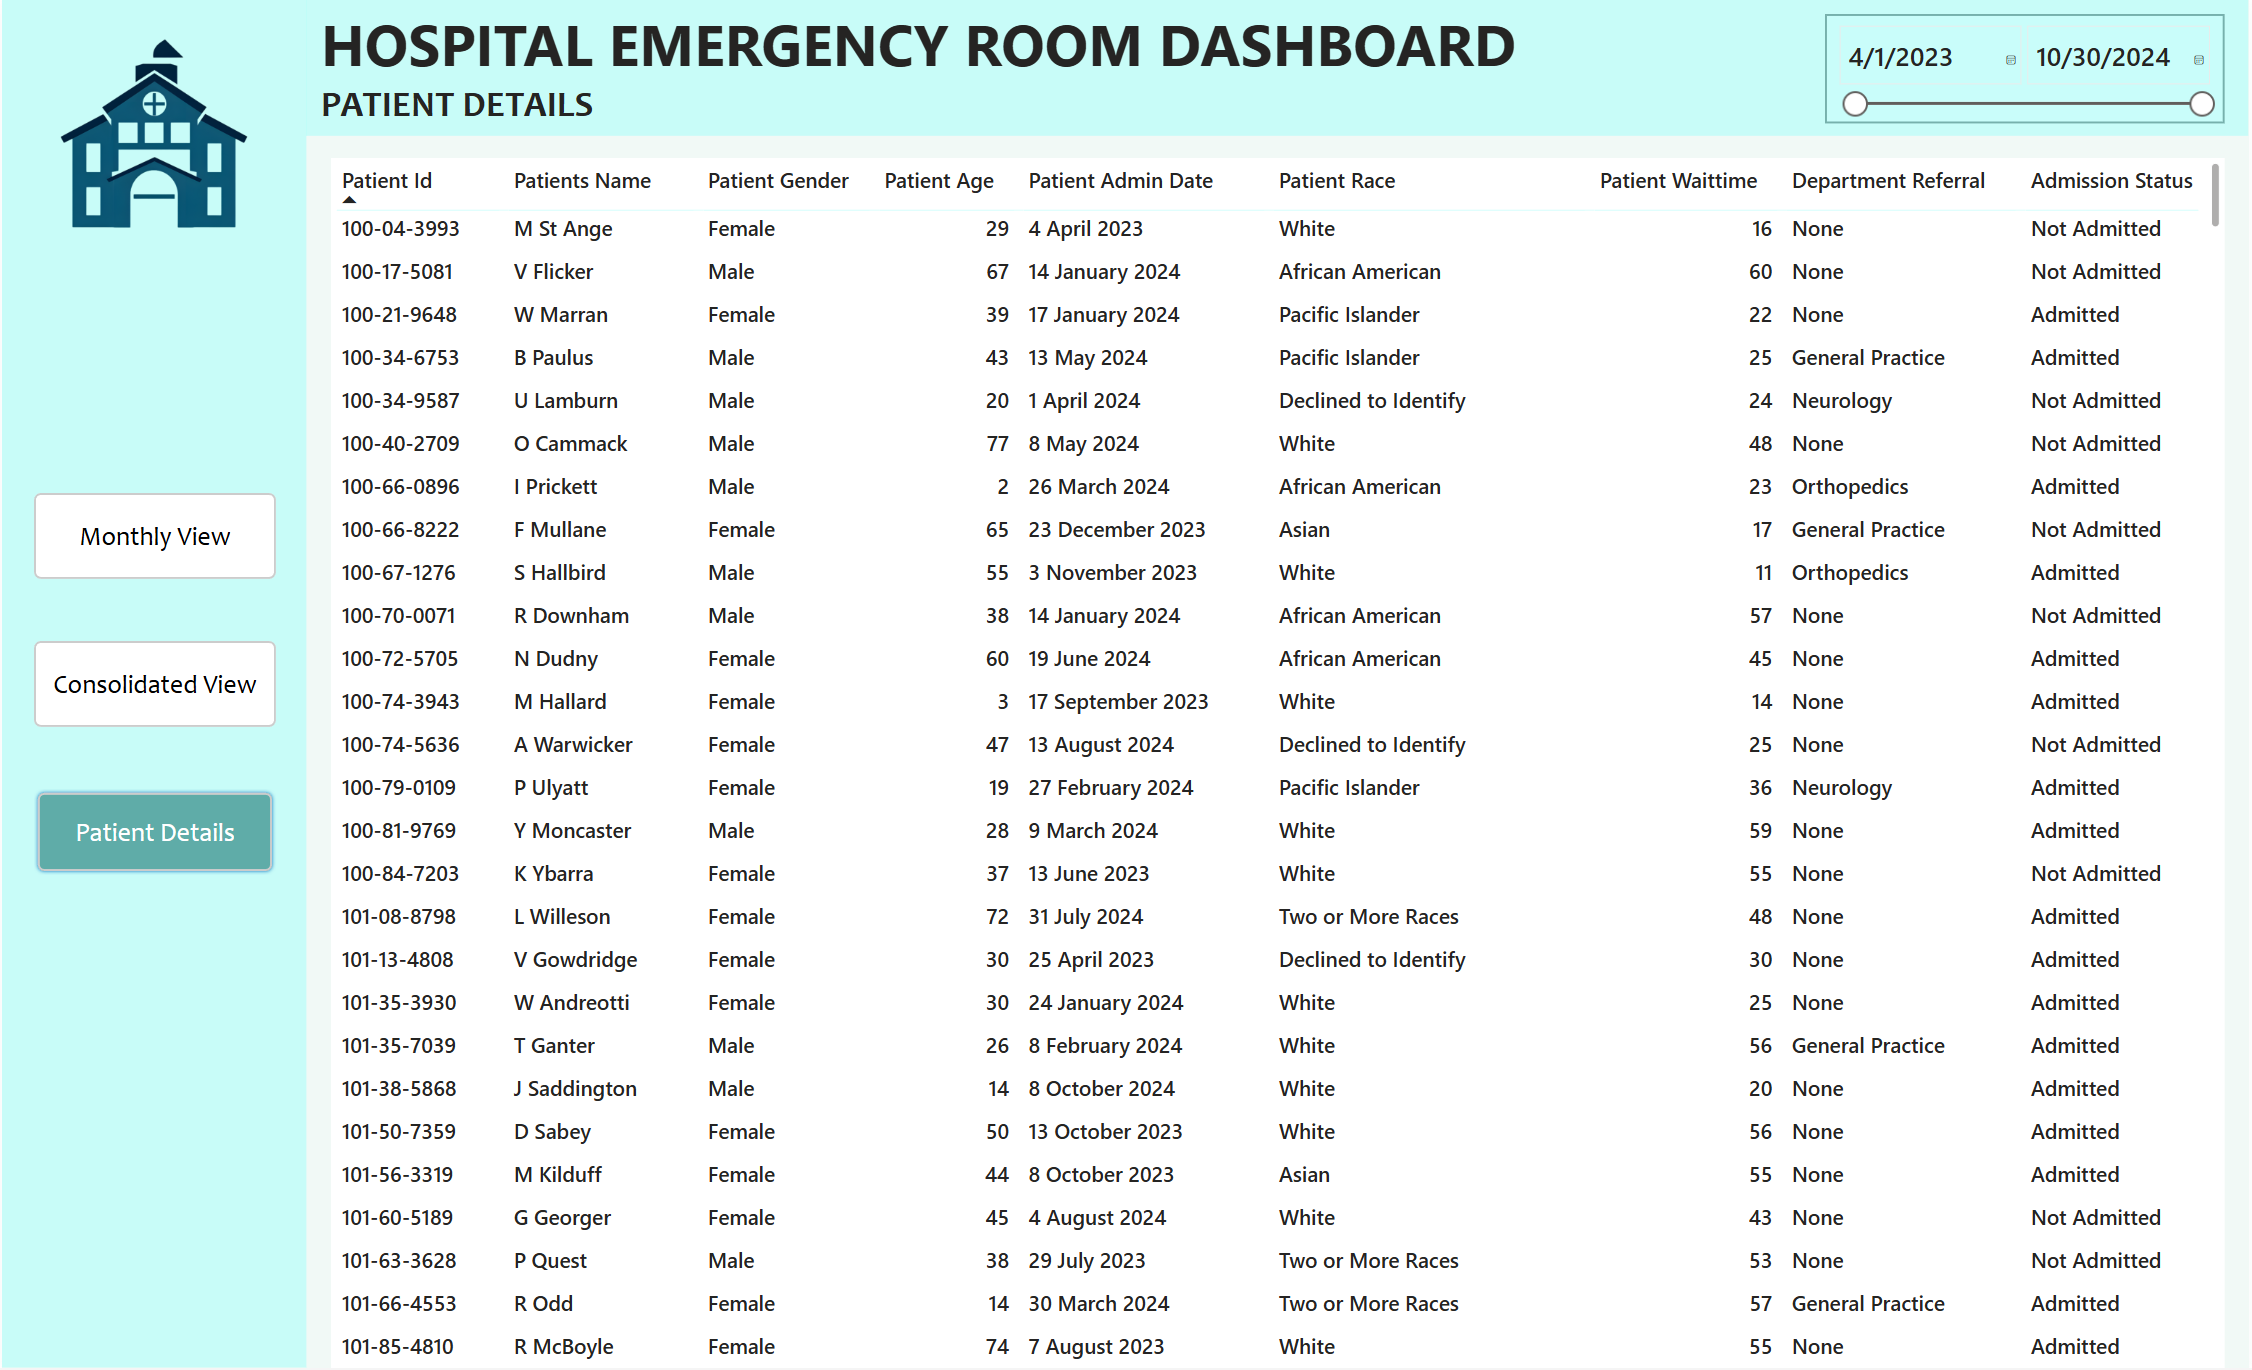 HOSPITAL EMERGENCY ROOM DASHBOARD
PATIENT DETAILS
4/1/2023 10/30/2024
Patient Id Patients Name Patient Gender Patient Age Patient Admin Date Patient Race Patient Waittime Department Referral Admission Status
100-04-3993 M St Ange Female 29 4 April 2023 White 16 None Not Admitted
100-17-5081 V Flicker Male 67 14 January 2024 African American 60 None Not Admitted
100-21-9648 W Marran Female 39 17 January 2024 Pacific Islander 22 None Admitted
100-34-6753 B Paulus Male 43 13 May 2024 Pacific Islander 25 General Practice Admitted
100-34-9587 U Lamburn Male 20 1 April 2024 Declined to Identify 24 Neurology Not Admitted
100-40-2709 O Cammack Male 77 8 May 2024 White 48 None Not Admitted
100-66-0896 I Prickett Male 2 26 March 2024 African American 23 Orthopedics Admitted
100-66-8222 F Mullane Female 65 23 December 2023 Asian 17 General Practice Not Admitted
100-67-1276 S Hallbird Male 55 3 November 2023 White 11 Orthopedics Admitted
100-70-0071 R Downham Male 38 14 January 2024 African American 57 None Not Admitted
100-72-5705 N Dudny Female 60 19 June 2024 African American 45 None Admitted
100-74-3943 M Hallard Female 3 17 September 2023 White 14 None Admitted
100-74-5636 A Warwicker Female 47 13 August 2024 Declined to Identify 25 None Not Admitted
100-79-0109 P Ulyatt Female 19 27 February 2024 Pacific Islander 36 Neurology Admitted
100-81-9769 Y Moncaster Male 28 9 March 2024 White 59 None Admitted
100-84-7203 K Ybarra Female 37 13 June 2023 White 55 None Not Admitted
101-08-8798 L Willeson Female 72 31 July 2024 Two or More Races 48 None Admitted
101-13-4808 V Gowdridge Female 30 25 April 2023 Declined to Identify 30 None Admitted
101-35-3930 W Andreotti Female 30 24 January 2024 White 25 None Admitted
101-35-7039 T Ganter Male 26 8 February 2024 White 56 General Practice Admitted
101-38-5868 J Saddington Male 14 8 October 2024 White 20 None Admitted
101-50-7359 D Sabey Female 50 13 October 2023 White 56 None Admitted
101-56-3319 M Kilduff Female 44 8 October 2023 Asian 55 None Admitted
101-60-5189 G Georger Female 45 4 August 2024 White 43 None Not Admitted
101-63-3628 P Quest Male 38 29 July 2023 Two or More Races 53 None Not Admitted
101-66-4553 R Odd Female 14 30 March 2024 Two or More Races 57 General Practice Admitted
101-85-4810 R McBoyle Female 74 7 August 2023 White 55 None Admitted
Monthly View
Consolidated View
Patient Details